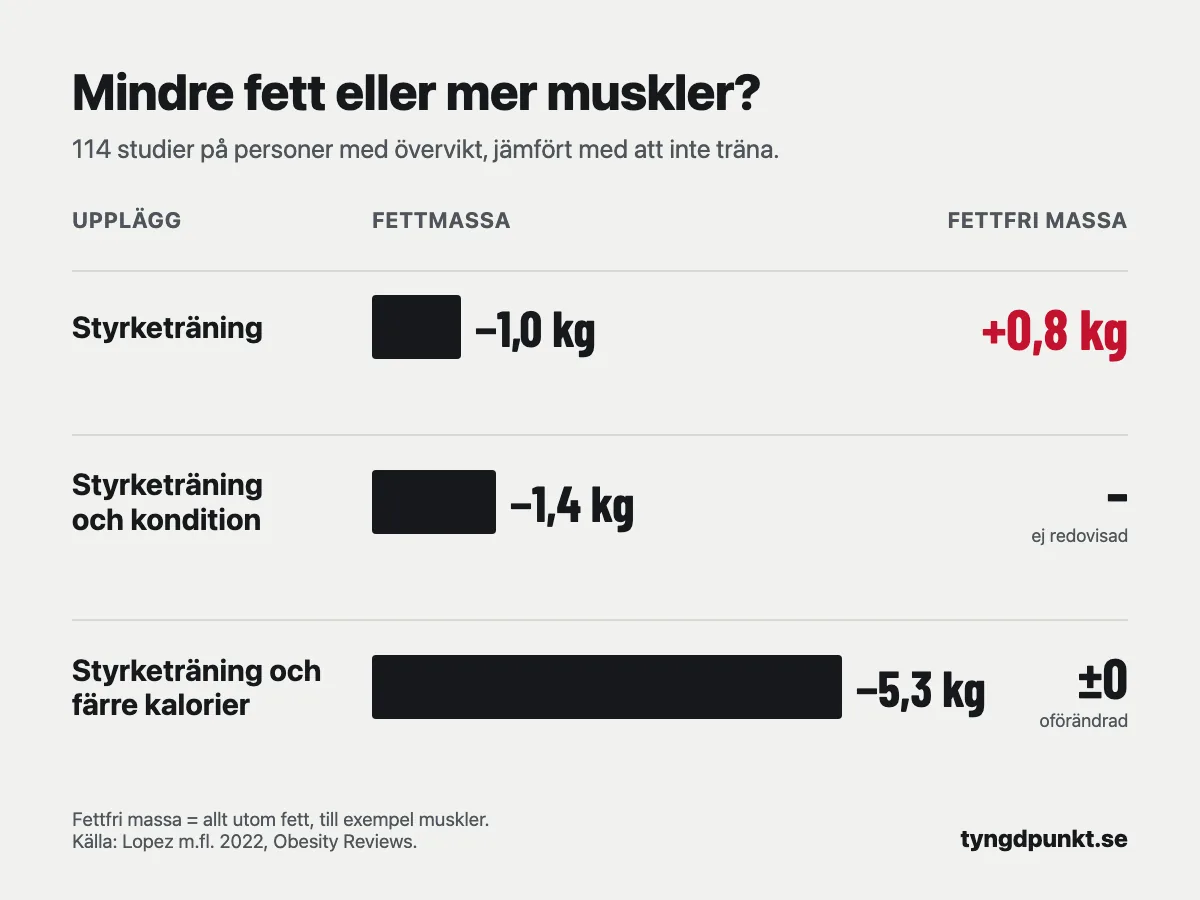 Mindre fett eller mer muskler?
114 studier på personer med övervikt, jämfört med att inte träna.
UPPLÄGG
FETTMASSA
FETTFRI MASSA
Styrketräning
–1,0 kg
+0,8 kg
Styrketräning
och kondition
–1,4 kg
–
ej redovisad
Styrketräning och
färre kalorier
–5,3 kg
±0
oförändrad
Fettfri massa = allt utom fett, till exempel muskler.
Källa: Lopez m.fl. 2022, Obesity Reviews.
tyngdpunkt.se